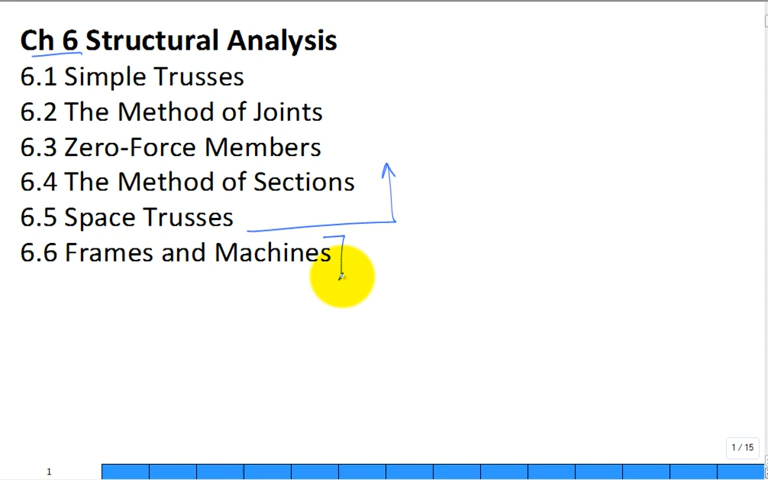 Ch 6 Structural Analysis
6.1 Simple Trusses
6.2 The Method of Joints
6.3 Zero-Force Members
6.4 The Method of Sections
6.5 Space Trusses
6.6 Frames and Machines
1 / 15
1